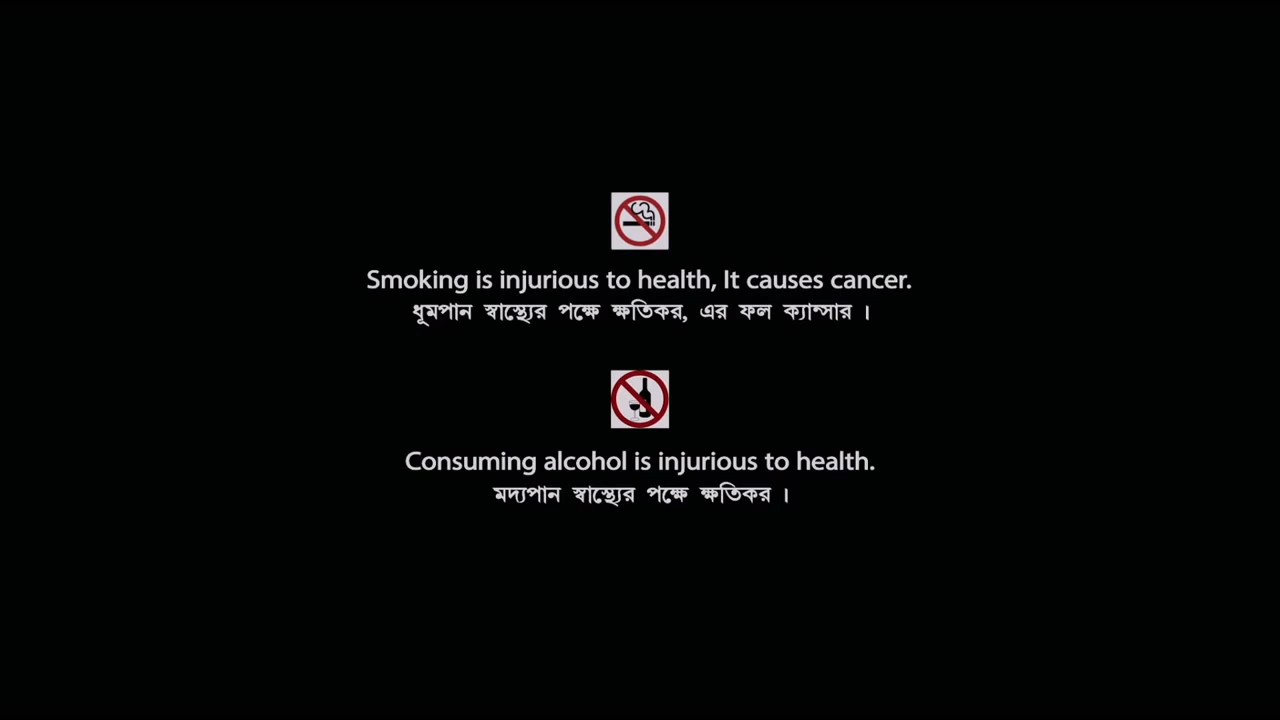 Smoking is injurious to health, It causes cancer.
ধূমপান স্বাস্থ্যের পক্ষে ক্ষতিকর, এর ফল ক্যান্সার ।
Consuming alcohol is injurious to health.
মদ্যপান স্বাস্থ্যের পক্ষে ক্ষতিকর ।